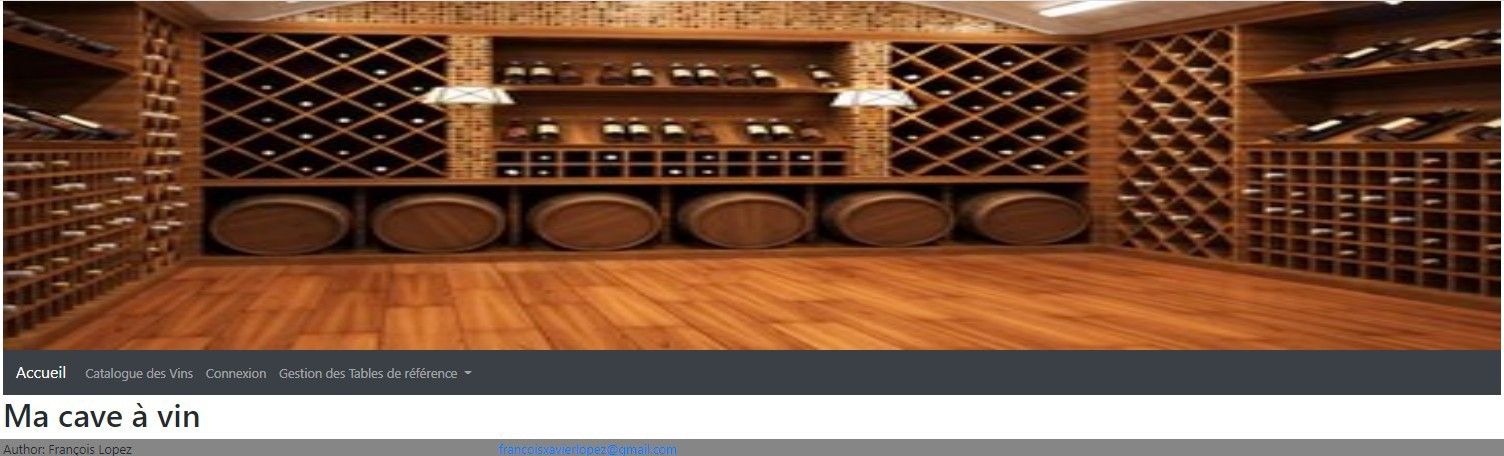 Accueil Catalogue des Vins Connexion Gestion des Tables de référence
Ma cave à vin
Author: François Lopez francoisxavierlopez@gmail.com